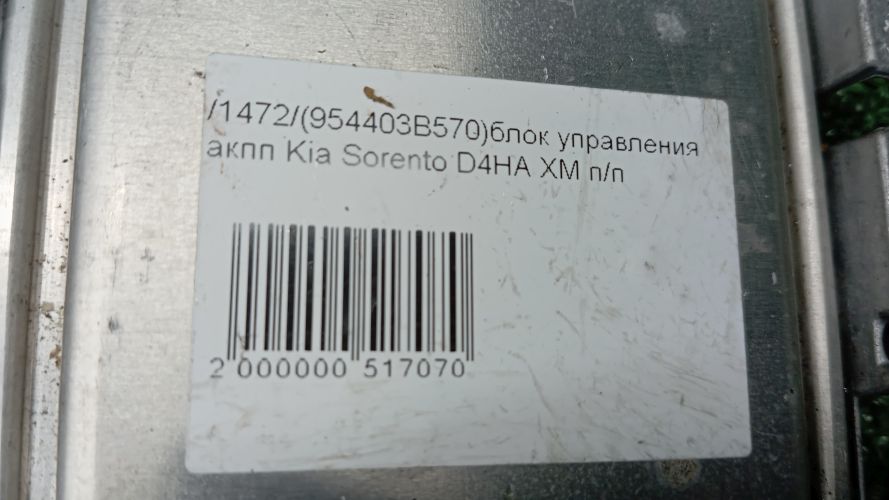 /1472/(954403B570)блок управления
акпп Kia Sorento D4HA XM п/п
2 000000 517070